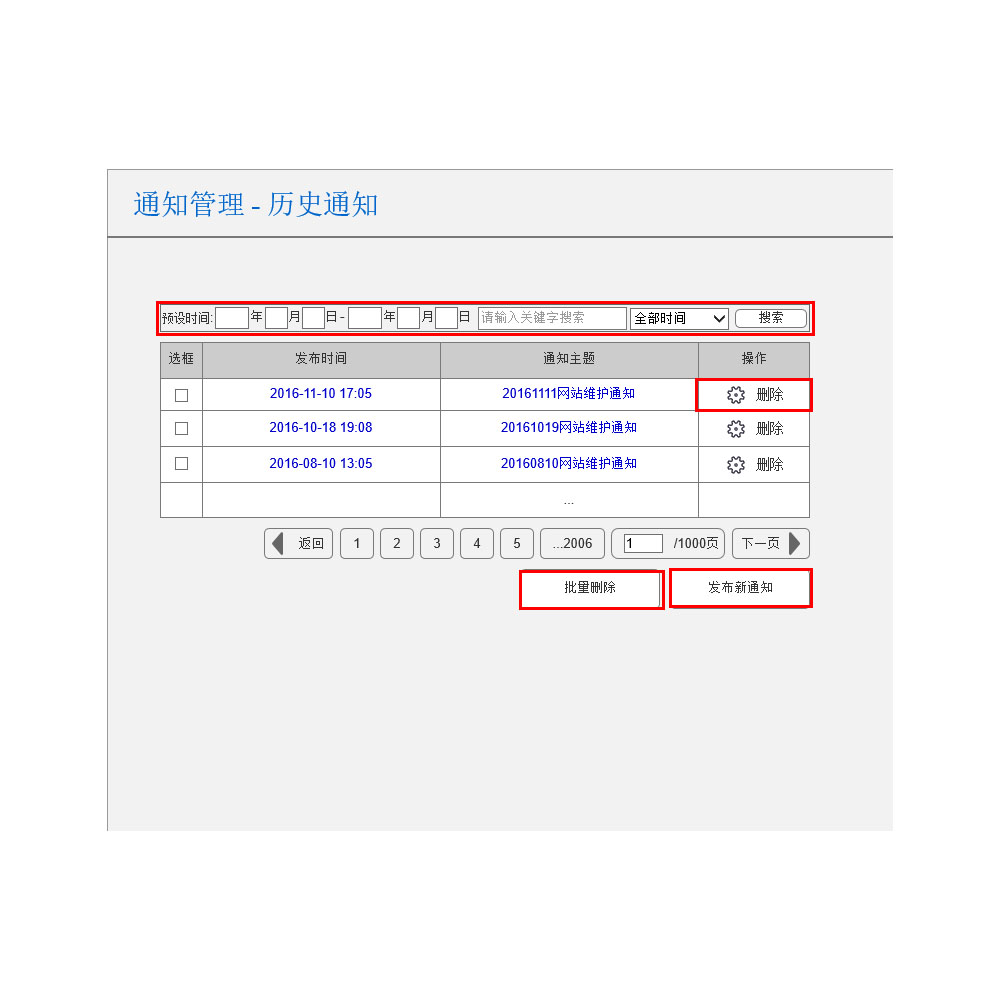 通知管理 - 历史通知
预设时间: 年 月 日 - 年 月 日 请输入关键字搜索 全部时间 搜索
选框 发布时间 通知主题 操作
2016-11-10 17:05 20161111网站维护通知 删除
2016-10-18 19:08 20161019网站维护通知 删除
2016-08-10 13:05 20160810网站维护通知 删除
...
返回 1 2 3 4 5 ...2006 1 /1000页 下一页
批量删除 发布新通知